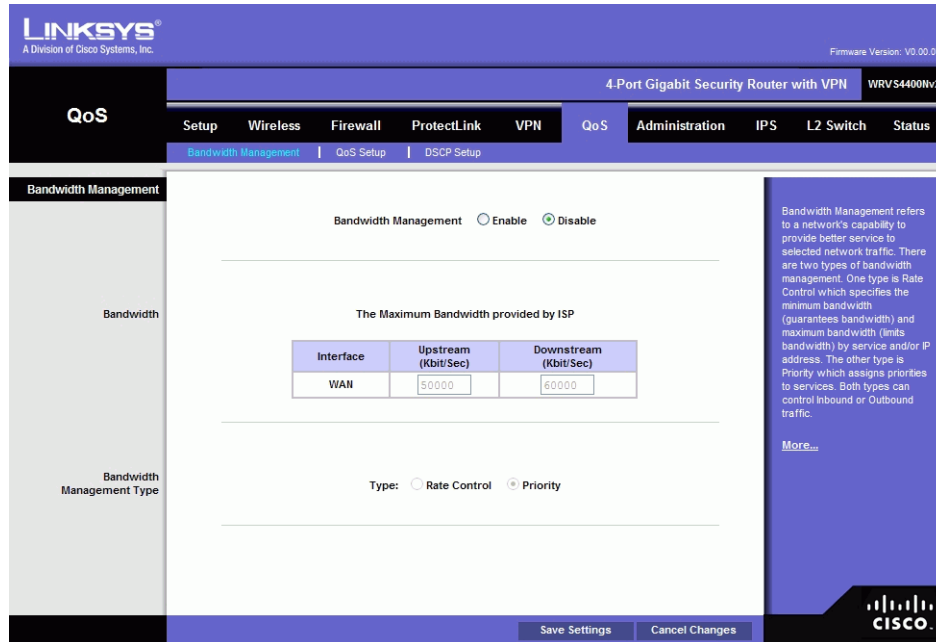 LINKSYS®
A Division of Cisco Systems, Inc.
Firmware Version: V0.00.0
4-Port Gigabit Security Router with VPN
WRVS4400Nv
QoS
Setup Wireless Firewall ProtectLink VPN QoS Administration IPS L2 Switch Status
Bandwidth Management | QoS Setup | DSCP Setup
Bandwidth Management
Bandwidth Management Enable Disable
Bandwidth
The Maximum Bandwidth provided by ISP
Interface Upstream (Kbit/Sec) Downstream (Kbit/Sec)
WAN 50000 60000
Bandwidth
Management Type
Type: Rate Control Priority
Bandwidth Management refers
to a network's capability to
provide better service to
selected network traffic. There
are two types of bandwidth
management. One type is Rate
Control which specifies the
minimum bandwidth
(guarantees bandwidth) and
maximum bandwidth (limits
bandwidth) by service and/or IP
address. The other type is
Priority which assigns priorities
to services. Both types can
control Inbound or Outbound
traffic.
More...
Save Settings Cancel Changes
CISCO.